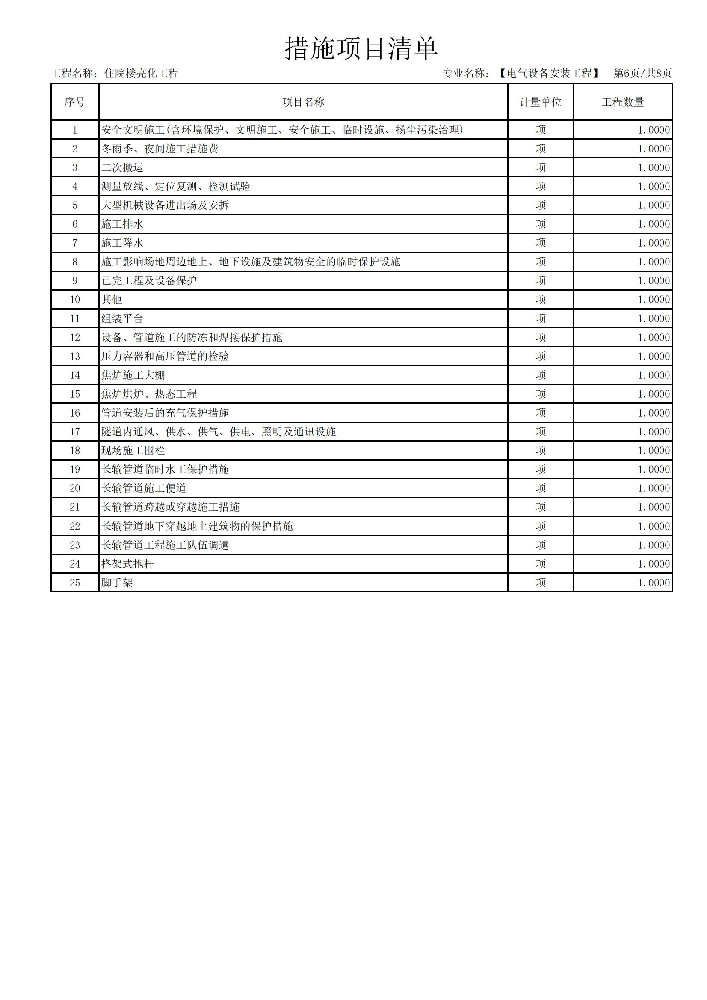 措施项目清单
工程名称：住院楼亮化工程 专业名称：【电气设备安装工程】 第6页/共8页
序号 项目名称 计量单位 工程数量
1 安全文明施工(含环境保护、文明施工、安全施工、临时设施、扬尘污染治理) 项 1.0000
2 冬雨季、夜间施工措施费 项 1.0000
3 二次搬运 项 1.0000
4 测量放线、定位复测、检测试验 项 1.0000
5 大型机械设备进出场及安拆 项 1.0000
6 施工排水 项 1.0000
7 施工降水 项 1.0000
8 施工影响场地周边地上、地下设施及建筑物安全的临时保护设施 项 1.0000
9 已完工程及设备保护 项 1.0000
10 其他 项 1.0000
11 组装平台 项 1.0000
12 设备、管道施工的防冻和焊接保护措施 项 1.0000
13 压力容器和高压管道的检验 项 1.0000
14 焦炉施工大棚 项 1.0000
15 焦炉烘炉、热态工程 项 1.0000
16 管道安装后的充气保护措施 项 1.0000
17 隧道内通风、供水、供气、供电、照明及通讯设施 项 1.0000
18 现场施工围栏 项 1.0000
19 长输管道临时水工保护措施 项 1.0000
20 长输管道施工便道 项 1.0000
21 长输管道跨越或穿越施工措施 项 1.0000
22 长输管道地下穿越地上建筑物的保护措施 项 1.0000
23 长输管道工程施工队伍调遣 项 1.0000
24 格架式抱杆 项 1.0000
25 脚手架 项 1.0000